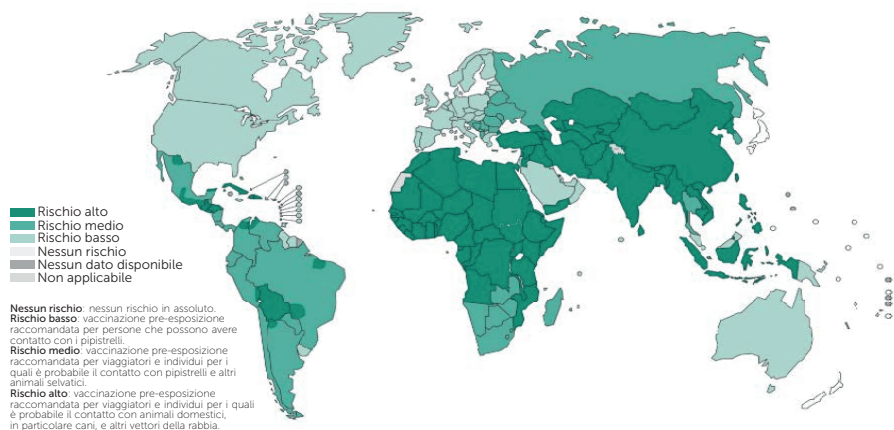 Rischio alto
Rischio medio
Rischio basso
Nessun rischio
Nessun dato disponibile
Non applicabile
Nessun rischio: nessun rischio in assoluto.
Rischio basso: vaccinazione pre-esposizione
raccomandata per persone che possono avere
contatto con i pipistrelli.
Rischio medio: vaccinazione pre-esposizione
raccomandata per viaggiatori e individui per i
quali è probabile il contatto con pipistrelli e altri
animali selvatici.
Rischio alto: vaccinazione pre-esposizione
raccomandata per viaggiatori e individui per i quali
è probabile il contatto con animali domestici,
in particolare cani, e altri vettori della rabbia.